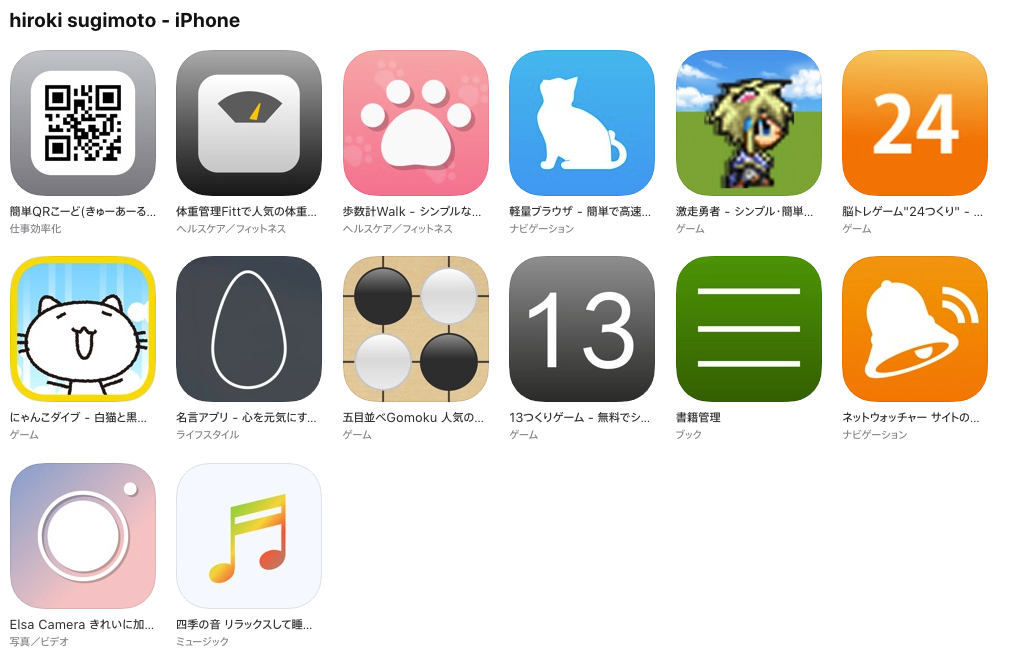 hiroki sugimoto - iPhone
24
簡単QRこーど(きゅーあーる...
仕事効率化
体重管理Fittで人気の体重...
ヘルスケア／フィットネス
歩数計Walk - シンプルな...
ヘルスケア／フィットネス
軽量ブラウザ - 簡単で高速...
ナビゲーション
激走勇者 - シンプル･簡単...
ゲーム
脳トレゲーム"24つくり" - ...
ゲーム
13
にゃんこダイブ - 白猫と黒...
ゲーム
名言アプリ - 心を元気にす...
ライフスタイル
五目並べGomoku 人気の...
ゲーム
13つくりゲーム - 無料でシ...
ゲーム
書籍管理
ブック
ネットウォッチャー サイトの...
ナビゲーション
Elsa Camera きれいに加...
写真／ビデオ
四季の音 リラックスして睡...
ミュージック